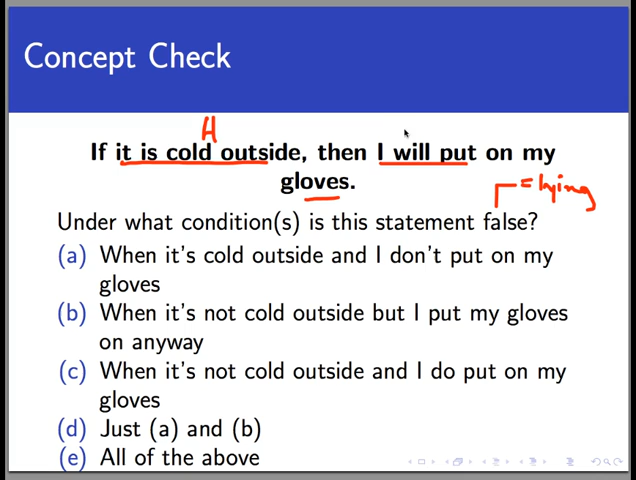 Concept Check
H
If it is cold outside, then I will put on my
gloves.
= lying
Under what condition(s) is this statement false?
(a) When it's cold outside and I don't put on my
gloves
(b) When it's not cold outside but I put my gloves
on anyway
(c) When it's not cold outside and I do put on my
gloves
(d) Just (a) and (b)
(e) All of the above